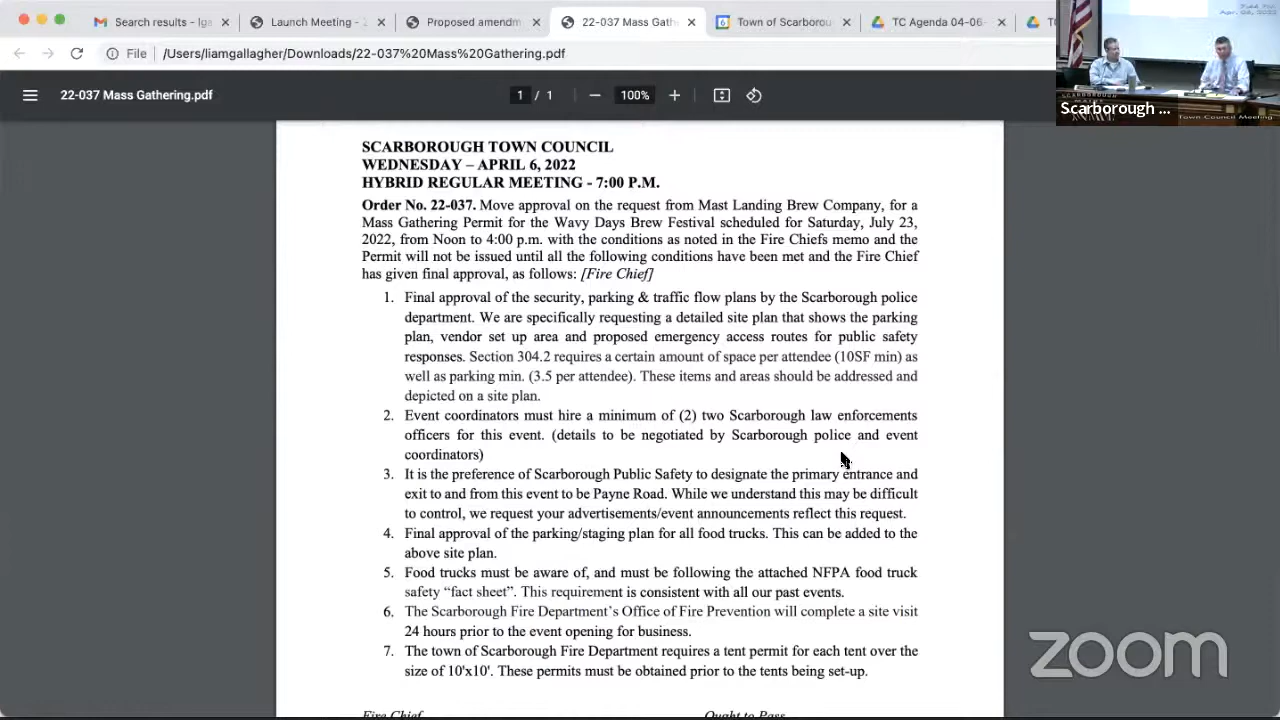 Search results - Iga
Launch Meeting - Z
Proposed amendm
22-037 Mass Gath
Town of Scarborou
TC Agenda 04-06-
File
/Users/liamgallagher/Downloads/22-037%20Mass%20Gathering.pdf
22-037 Mass Gathering.pdf
1 / 1
100%
Scarborough ...
Town Council Meeting
SCARBOROUGH TOWN COUNCIL
WEDNESDAY – APRIL 6, 2022
HYBRID REGULAR MEETING - 7:00 P.M.
Order No. 22-037. Move approval on the request from Mast Landing Brew Company, for a
Mass Gathering Permit for the Wavy Days Brew Festival scheduled for Saturday, July 23,
2022, from Noon to 4:00 p.m. with the conditions as noted in the Fire Chiefs memo and the
Permit will not be issued until all the following conditions have been met and the Fire Chief
has given final approval, as follows: [Fire Chief]
1. Final approval of the security, parking & traffic flow plans by the Scarborough police
department. We are specifically requesting a detailed site plan that shows the parking
plan, vendor set up area and proposed emergency access routes for public safety
responses. Section 304.2 requires a certain amount of space per attendee (10SF min) as
well as parking min. (3.5 per attendee). These items and areas should be addressed and
depicted on a site plan.
2. Event coordinators must hire a minimum of (2) two Scarborough law enforcements
officers for this event. (details to be negotiated by Scarborough police and event
coordinators)
3. It is the preference of Scarborough Public Safety to designate the primary entrance and
exit to and from this event to be Payne Road. While we understand this may be difficult
to control, we request your advertisements/event announcements reflect this request.
4. Final approval of the parking/staging plan for all food trucks. This can be added to the
above site plan.
5. Food trucks must be aware of, and must be following the attached NFPA food truck
safety “fact sheet”. This requirement is consistent with all our past events.
6. The Scarborough Fire Department’s Office of Fire Prevention will complete a site visit
24 hours prior to the event opening for business.
7. The town of Scarborough Fire Department requires a tent permit for each tent over the
size of 10'x10'. These permits must be obtained prior to the tents being set-up.
Fire Chief
Ought to Pass
zoom